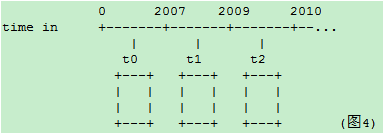 0 2007 2009 2010
time in +-------+-------+-------+--...
| | |
t0 t1 t2
+---+ +---+ +---+
| | | | | |
| | | | | |
+---+ +---+ +---+ (图4)